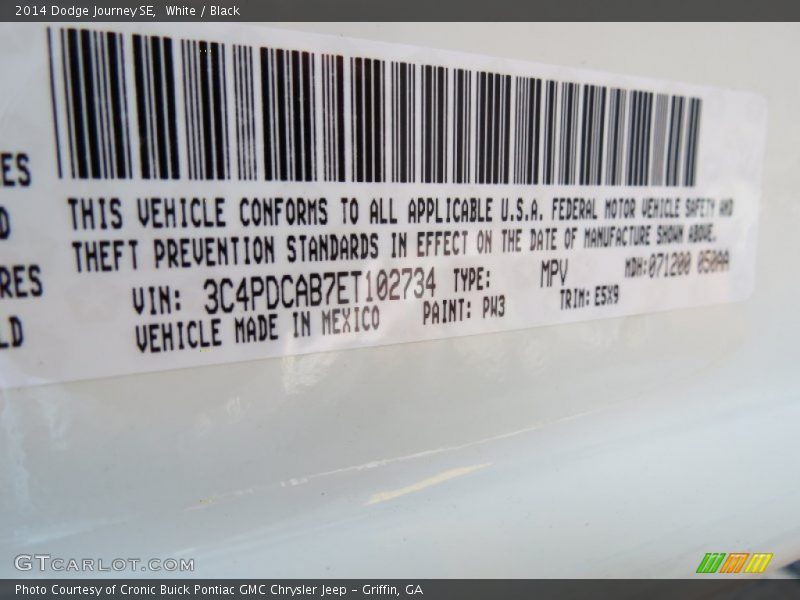 2014 Dodge Journey SE, White / Black
ES
D
RES
LD
THIS VEHICLE CONFORMS TO ALL APPLICABLE U.S.A. FEDERAL MOTOR VEHICLE SAFETY AND
THEFT PREVENTION STANDARDS IN EFFECT ON THE DATE OF MANUFACTURE SHOWN ABOVE.
VIN: 3C4PDCAB7ET102734 TYPE: MPV MDH:071200 050AA
VEHICLE MADE IN MEXICO PAINT: PW3 TRIM: E5X9
GTCARLOT.COM
Photo Courtesy of Cronic Buick Pontiac GMC Chrysler Jeep - Griffin, GA